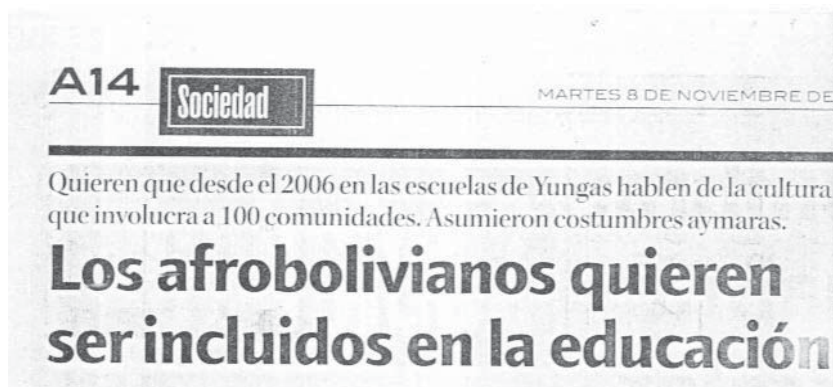 A14
Sociedad
MARTES 8 DE NOVIEMBRE DE
Quieren que desde el 2006 en las escuelas de Yungas hablen de la cultura
que involucra a 100 comunidades. Asumieron costumbres aymaras.
Los afrobolivianos quieren
ser incluidos en la educación